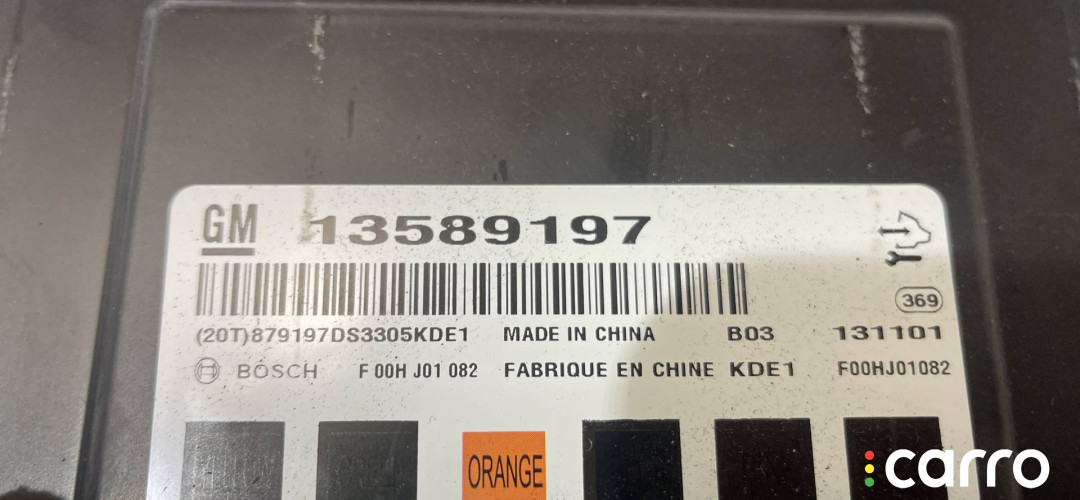 GM 13589197
369
(20T)879197DS3305KDE1 MADE IN CHINA B03 131101
BOSCH F 00H J01 082 FABRIQUE EN CHINE KDE1 F00HJ01082
ORANGE
carro